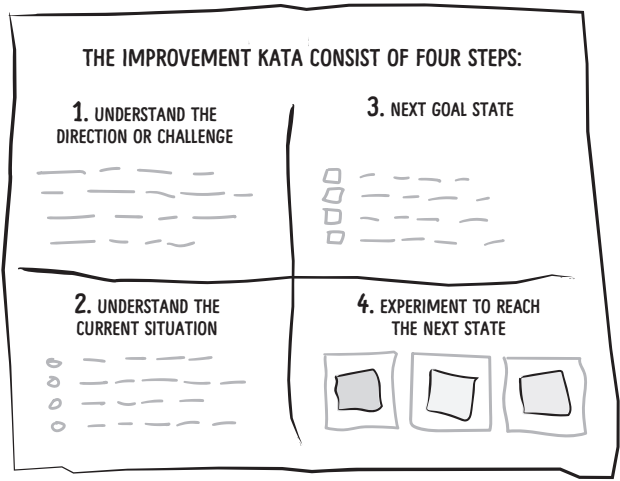 THE IMPROVEMENT KATA CONSIST OF FOUR STEPS:
1. UNDERSTAND THE
DIRECTION OR CHALLENGE
2. UNDERSTAND THE
CURRENT SITUATION
3. NEXT GOAL STATE
4. EXPERIMENT TO REACH
THE NEXT STATE